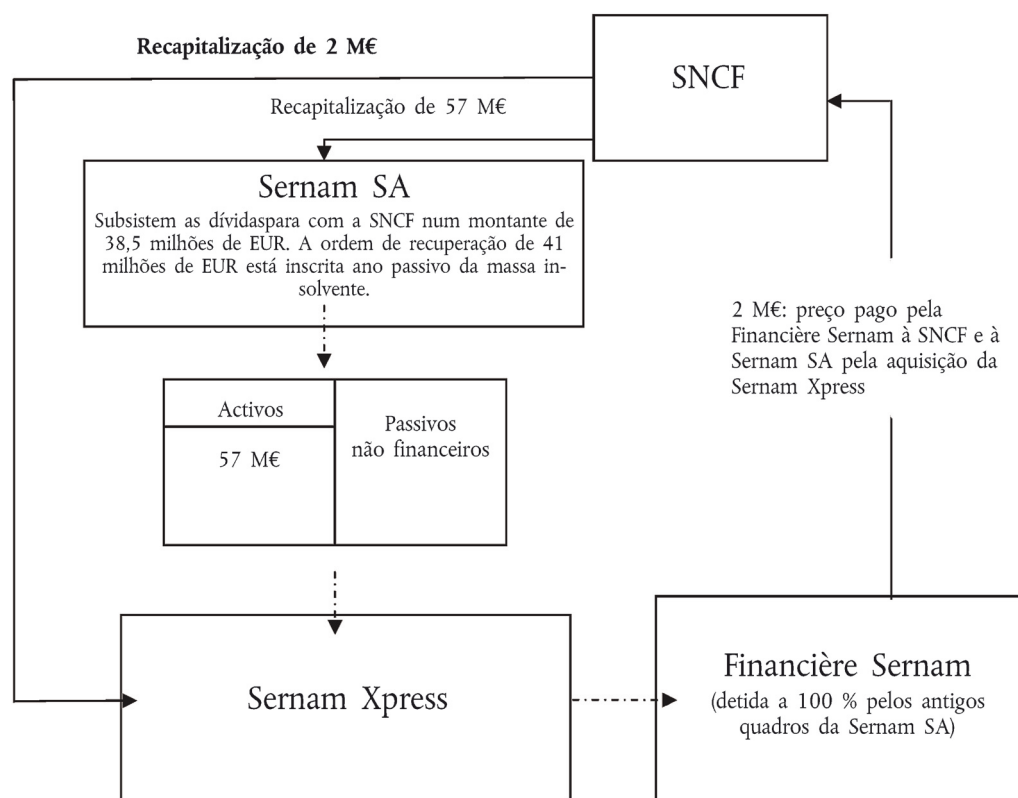 Recapitalização de 2 M€
SNCF
Recapitalização de 57 M€
Sernam SA
Subsistem as dívidaspara com a SNCF num montante de
38,5 milhões de EUR. A ordem de recuperação de 41
milhões de EUR está inscrita ano passivo da massa in-
solvente.
2 M€: preço pago pela
Financière Sernam à SNCF e à
Sernam SA pela aquisição da
Sernam Xpress
Activos
57 M€
Passivos
não financeiros
Sernam Xpress
Financière Sernam
(detida a 100 % pelos antigos
quadros da Sernam SA)